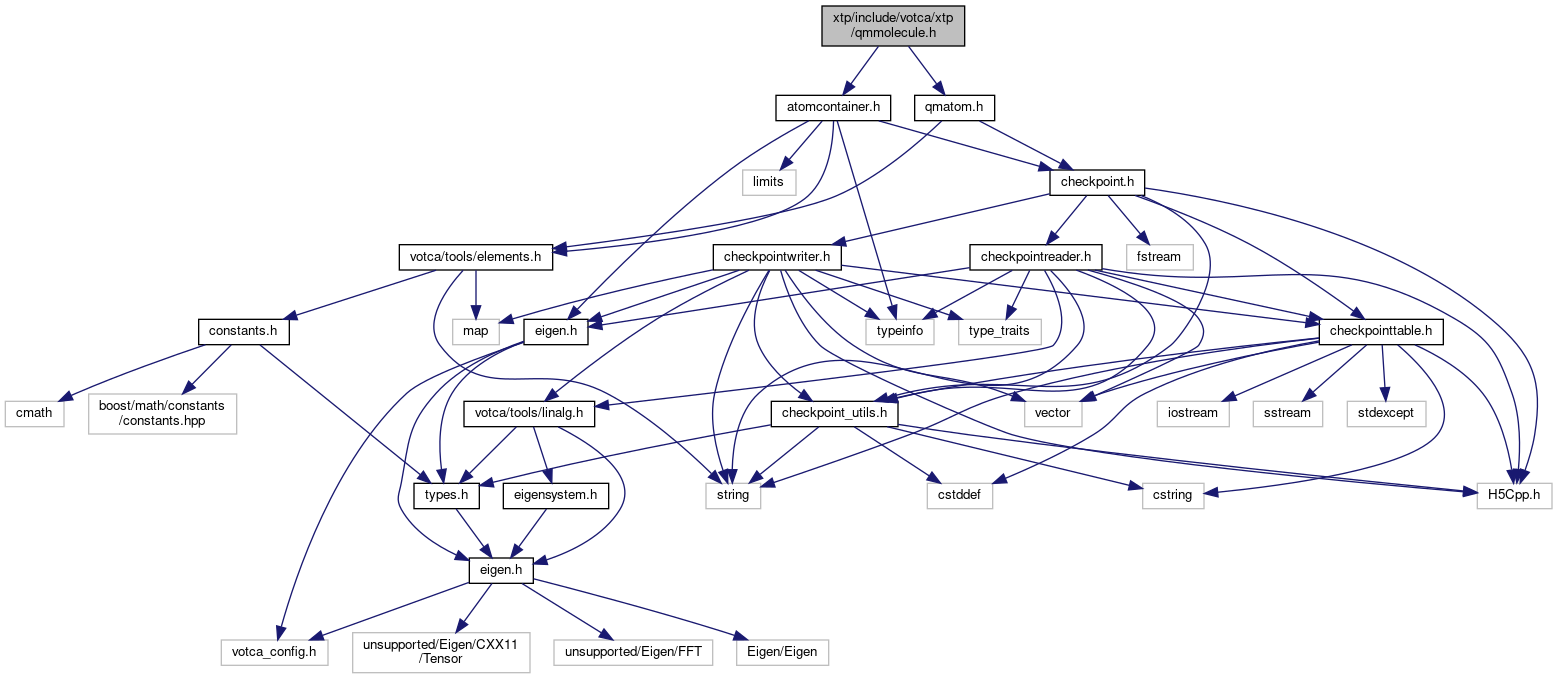 xtp/include/votca/xtp
/qmmolecule.h
atomcontainer.h
qmatom.h
limits
checkpoint.h
votca/tools/elements.h
checkpointwriter.h
checkpointreader.h
fstream
constants.h
map
eigen.h
typeinfo
type_traits
checkpointtable.h
cmath
boost/math/constants
/constants.hpp
votca/tools/linalg.h
checkpoint_utils.h
vector
iostream
sstream
stdexcept
types.h
eigensystem.h
string
cstddef
cstring
H5Cpp.h
eigen.h
votca_config.h
unsupported/Eigen/CXX11
/Tensor
unsupported/Eigen/FFT
Eigen/Eigen